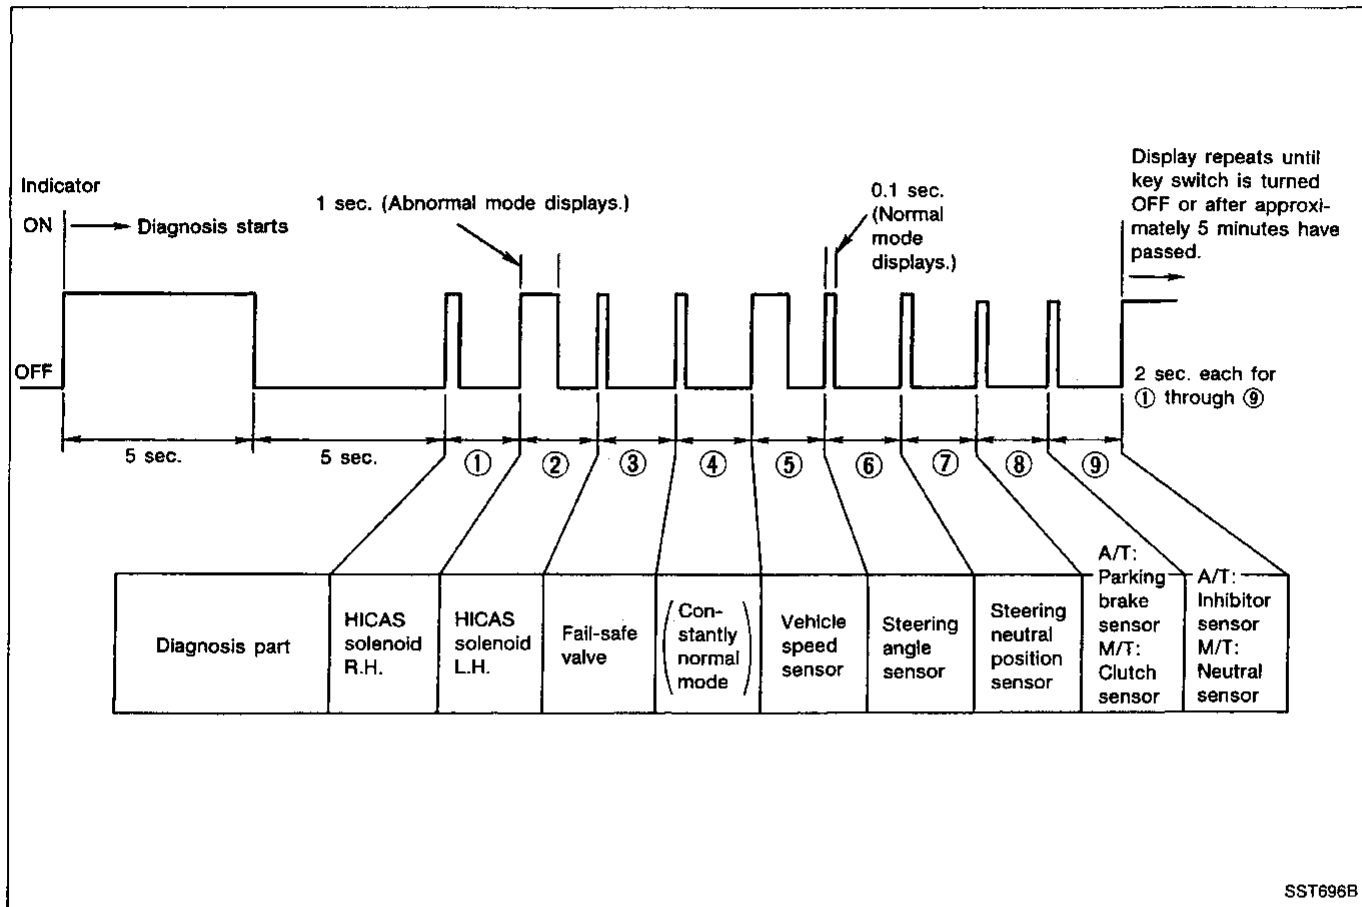 Indicator
ON
Diagnosis starts
1 sec. (Abnormal mode displays.)
0.1 sec.
(Normal
mode
displays.)
Display repeats until
key switch is turned
OFF or after approxi-
mately 5 minutes have
passed.
OFF
2 sec. each for
① through ⑨
5 sec.
5 sec.
①
②
③
④
⑤
⑥
⑦
⑧
⑨
Diagnosis part
HICAS
solenoid
R.H.
HICAS
solenoid
L.H.
Fail-safe
valve
(Con-
stantly
normal
mode)
Vehicle
speed
sensor
Steering
angle
sensor
Steering
neutral
position
sensor
A/T:
Parking
brake
sensor
M/T:
Clutch
sensor
A/T:
Inhibitor
sensor
M/T:
Neutral
sensor
SST696B